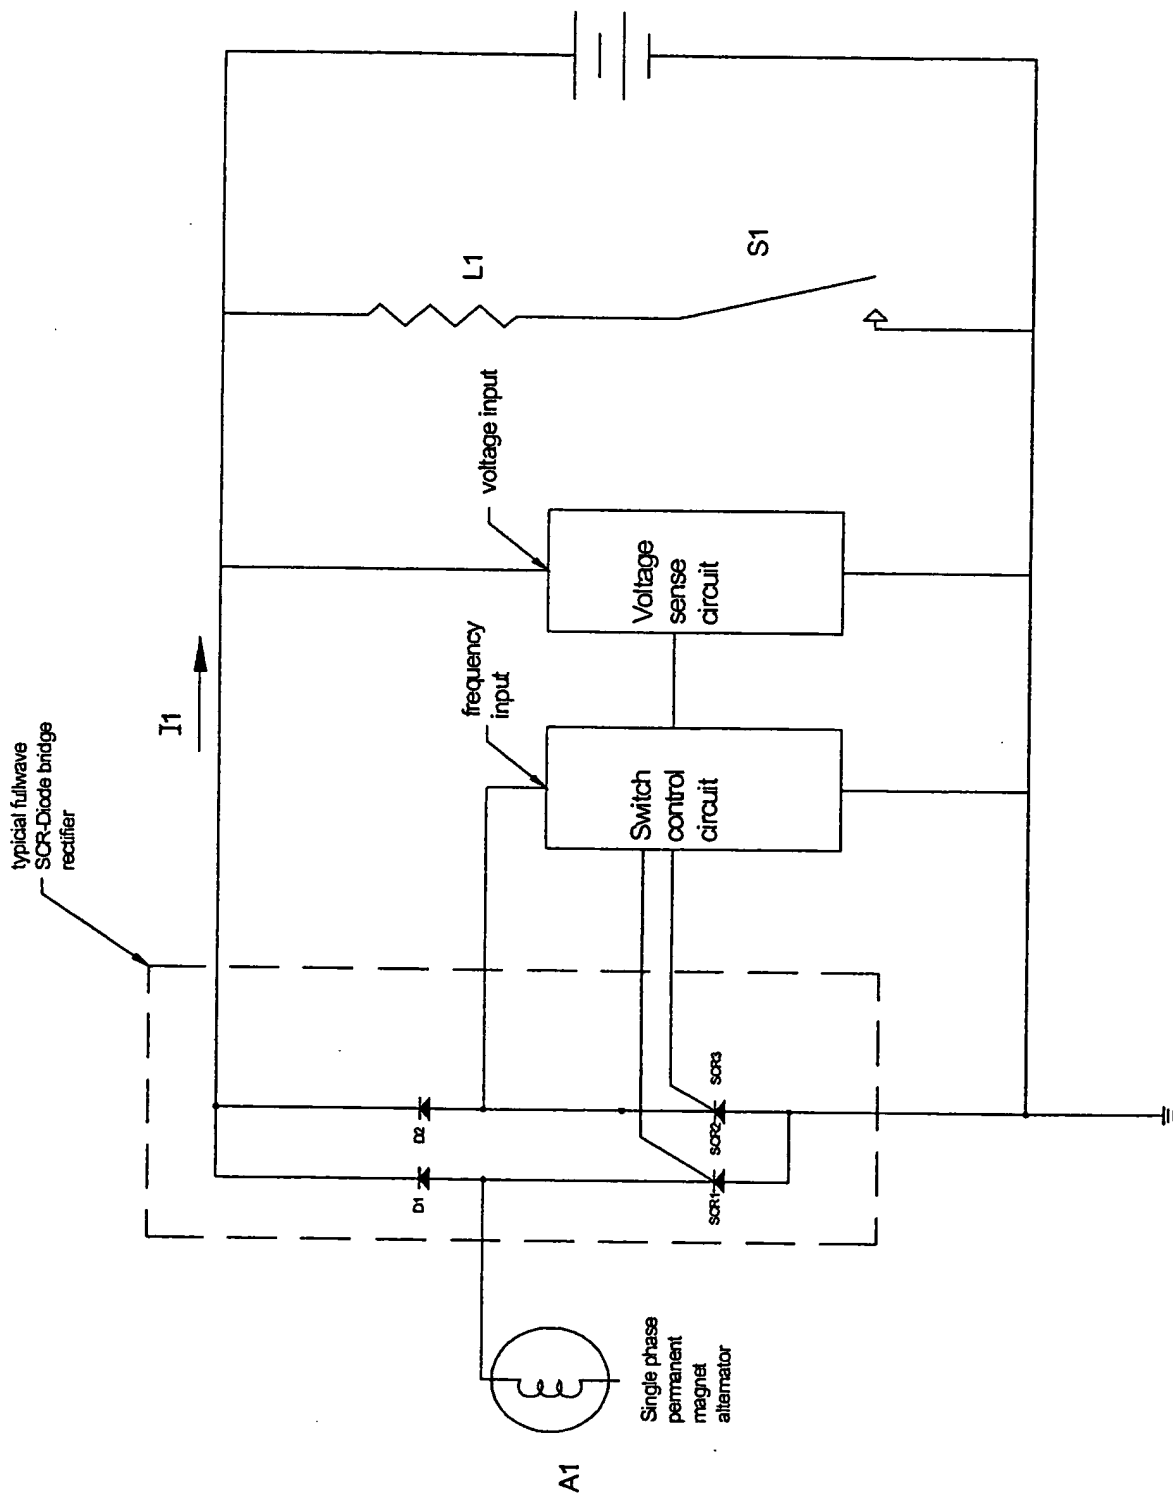 typicial fullwave
SCR-Diode bridge
rectifier
I1
frequency
input
voltage input
L1
S1
Switch
control
circuit
Voltage
sense
circuit
D1
D2
SCR1
SCR2
SCR3
A1
Single phase
permanent
magnet
alternator